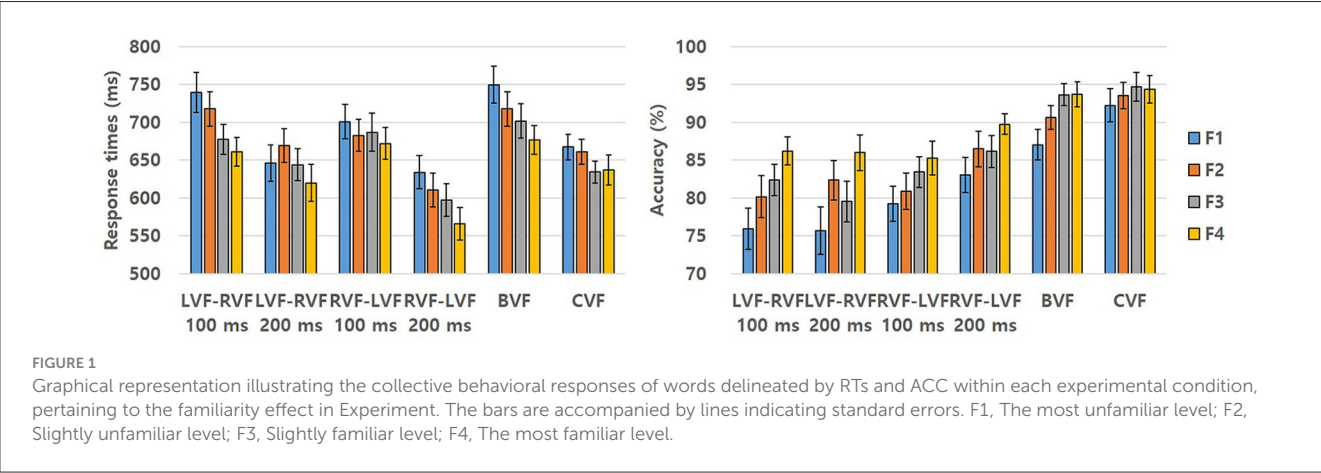 800
750
700
650
600
550
500
Response times (ms)
LVF-RVF LVF-RVF RVF-LVF RVF-LVF BVF CVF
100 ms 200 ms 100 ms 200 ms
100
95
90
85
80
75
70
Accuracy (%)
LVF-RVF LVF-RVF RVF-LVF RVF-LVF BVF CVF
100 ms 200 ms 100 ms 200 ms
F1
F2
F3
F4
FIGURE 1
Graphical representation illustrating the collective behavioral responses of words delineated by RTs and ACC within each experimental condition,
pertaining to the familiarity effect in Experiment. The bars are accompanied by lines indicating standard errors. F1, The most unfamiliar level; F2,
Slightly unfamiliar level; F3, Slightly familiar level; F4, The most familiar level.